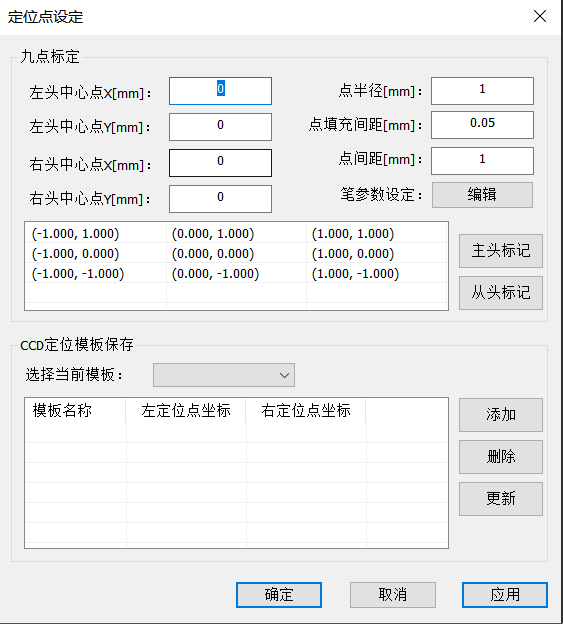 定位点设定
九点标定
左头中心点X[mm]： 0 点半径[mm]： 1
左头中心点Y[mm]： 0 点填充间距[mm]： 0.05
右头中心点X[mm]： 0 点间距[mm]： 1
右头中心点Y[mm]： 0 笔参数设定： 编辑
(-1.000, 1.000) (0.000, 1.000) (1.000, 1.000)
(-1.000, 0.000) (0.000, 0.000) (1.000, 0.000)
(-1.000, -1.000) (0.000, -1.000) (1.000, -1.000)
主头标记
从头标记
CCD定位模板保存
选择当前模板：
模板名称 左定位点坐标 右定位点坐标
添加
删除
更新
确定 取消 应用